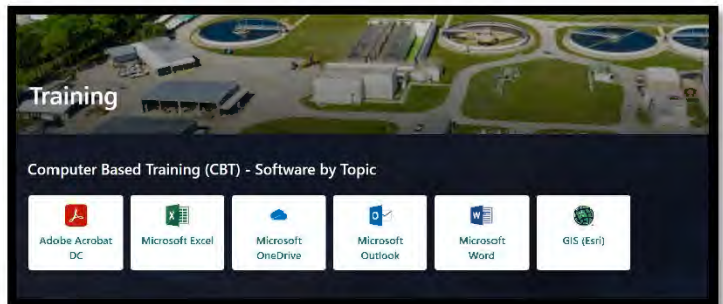 Training
Computer Based Training (CBT) - Software by Topic
Adobe Acrobat
DC
Microsoft Excel
Microsoft
OneDrive
Microsoft
Outlook
Microsoft
Word
GIS (Esri)